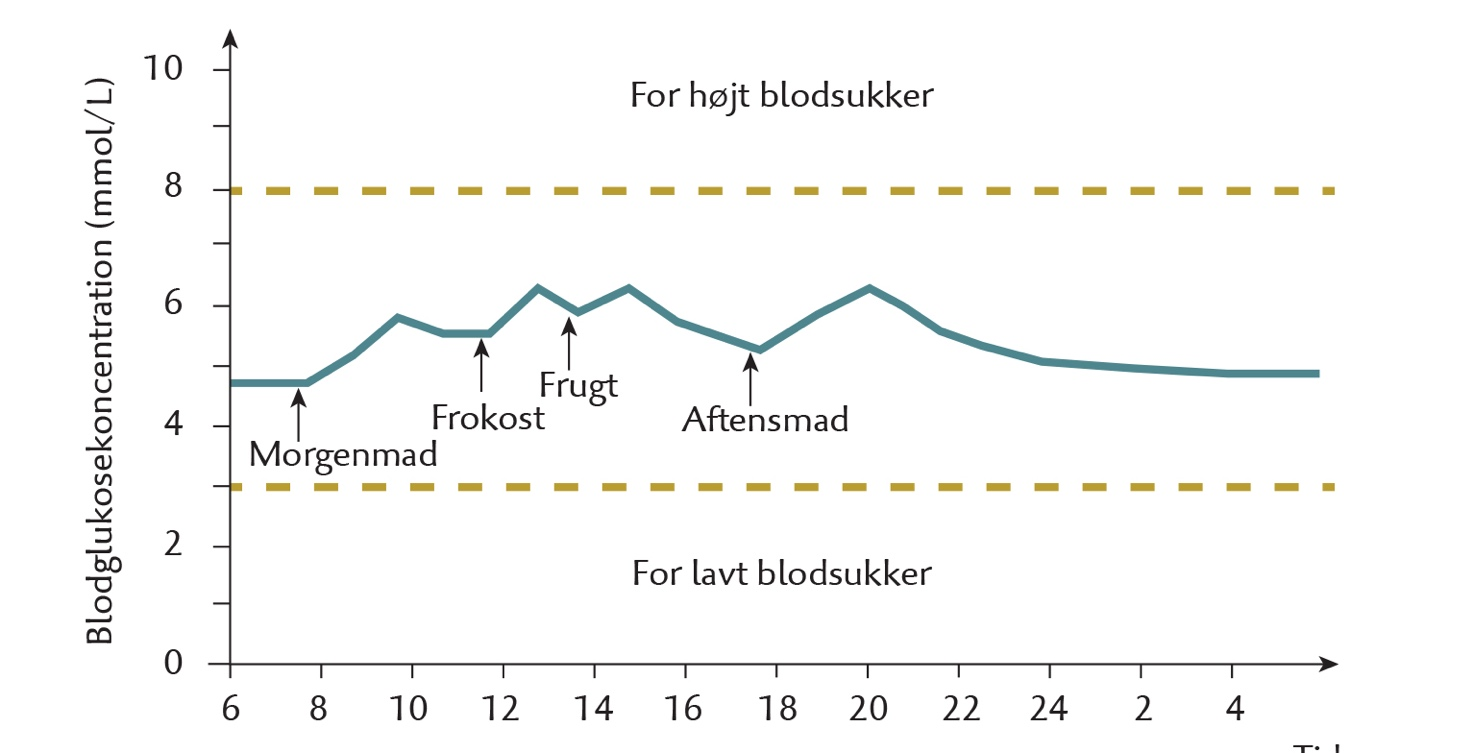 Blodglukosekoncentration (mmol/L)
10
8
6
4
2
0
For højt blodsukker
Morgenmad
Frokost
Frugt
Aftensmad
For lavt blodsukker
6 8 10 12 14 16 18 20 22 24 2 4